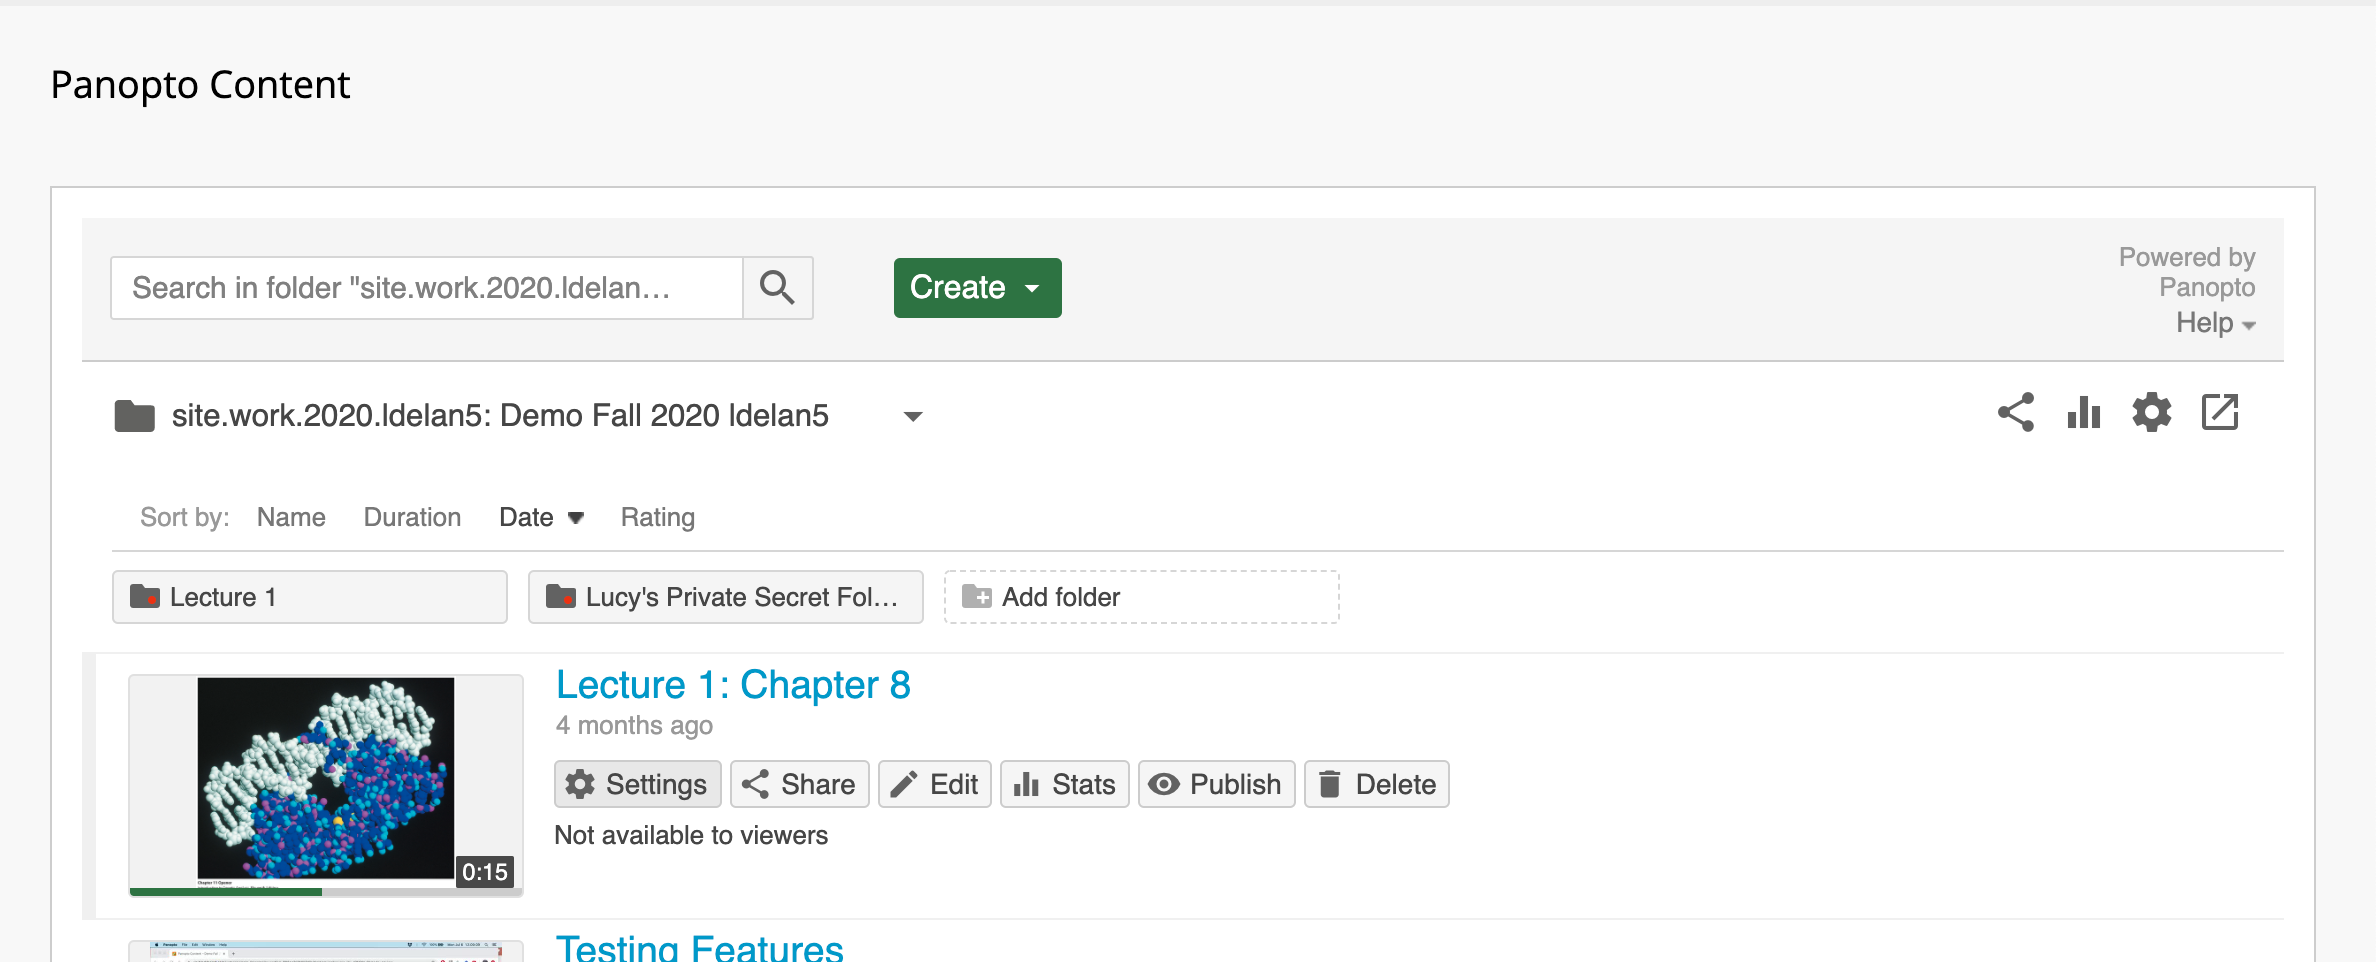 Panopto Content
Search in folder "site.work.2020.ldelan...
Create
Powered by
Panopto
Help
site.work.2020.ldelan5: Demo Fall 2020 ldelan5
Sort by: Name Duration Date Rating
Lecture 1
Lucy's Private Secret Fol...
Add folder
Lecture 1: Chapter 8
4 months ago
Settings Share Edit Stats Publish Delete
Not available to viewers
0:15
Testing Features